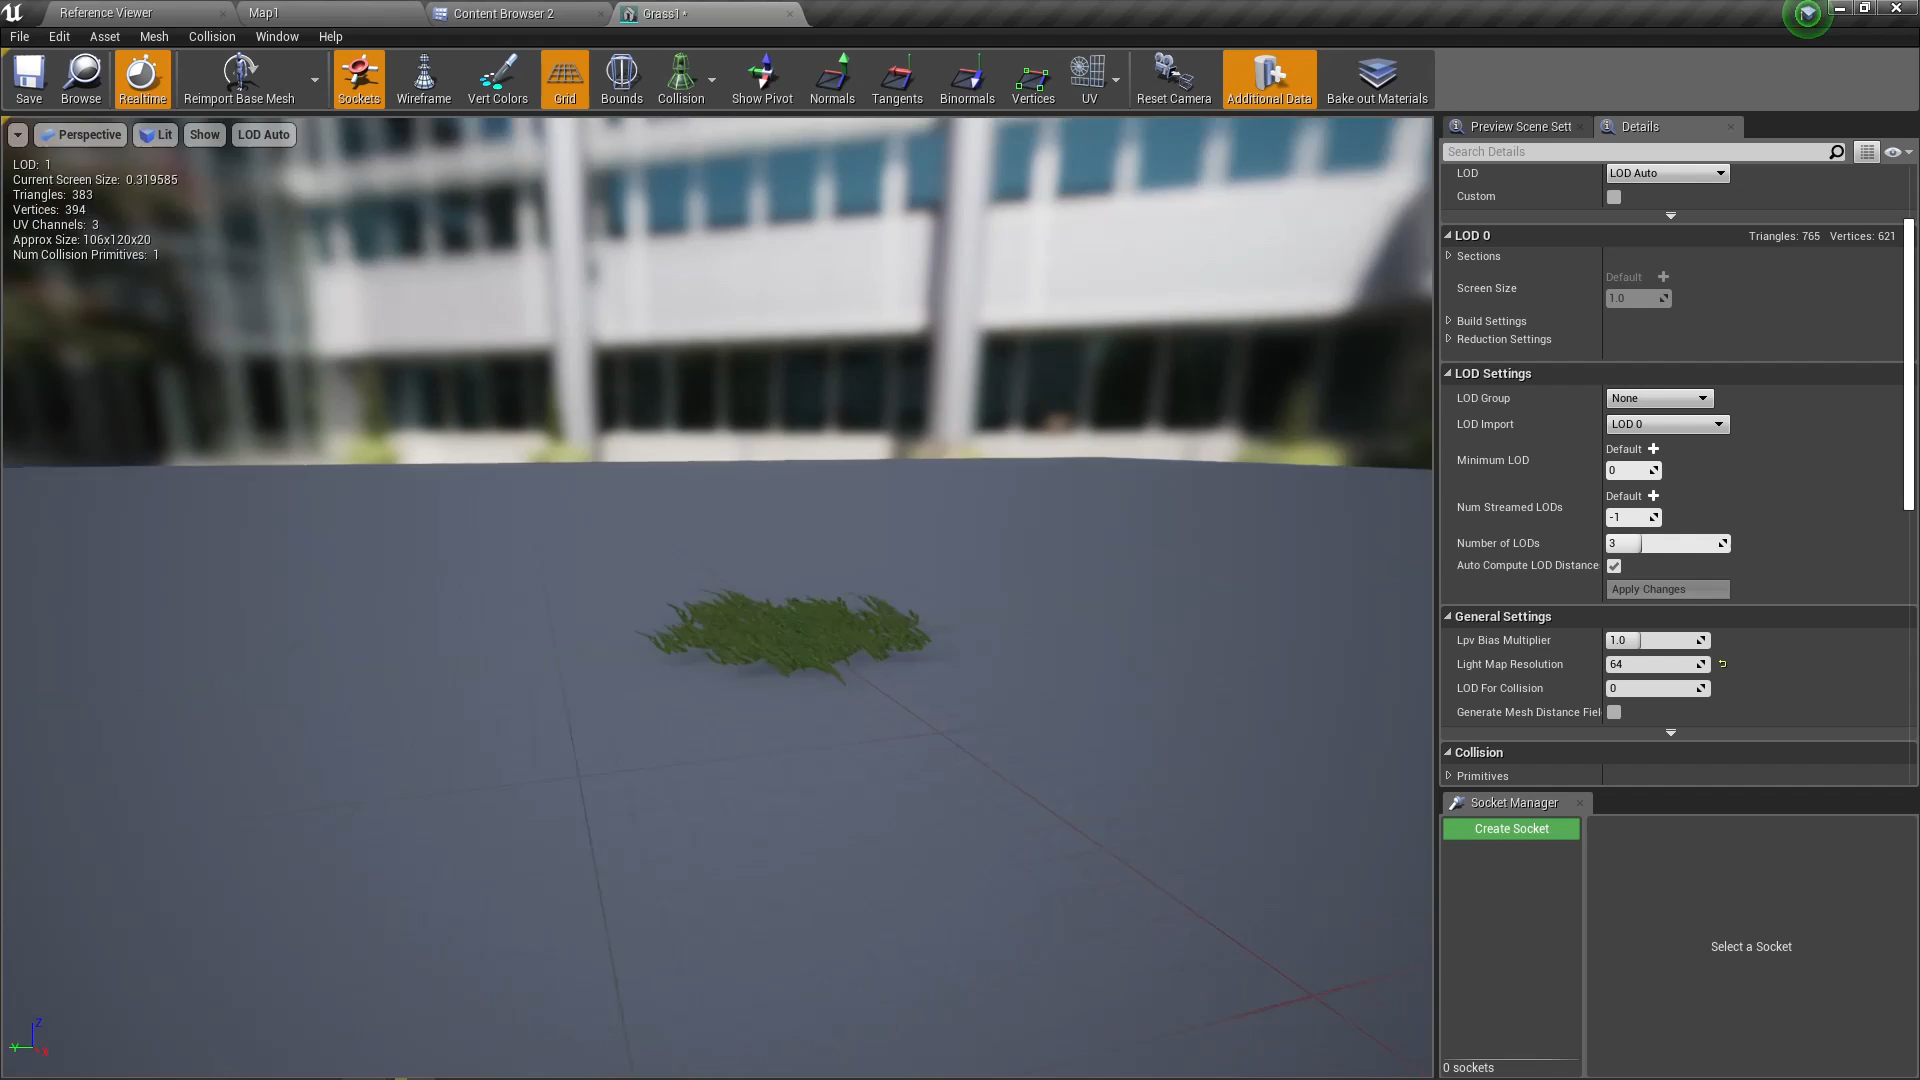 Reference Viewer
Map1
Content Browser 2
Grass1*
File Edit Asset Mesh Collision Window Help
Save Browse Realtime Reimport Base Mesh Sockets Wireframe Vert Colors Grid Bounds Collision Show Pivot Normals Tangents Binormals Vertices UV Reset Camera Additional Data Bake out Materials
Perspective Lit Show LOD Auto
LOD: 1
Current Screen Size: 0.319585
Triangles: 383
Vertices: 394
UV Channels: 3
Approx Size: 106x120x20
Num Collision Primitives: 1
Z
Y
X
Preview Scene Sett
Details
Search Details
LOD LOD Auto
Custom
LOD 0 Triangles: 765 Vertices: 621
Sections
Default
Screen Size
1.0
Build Settings
Reduction Settings
LOD Settings
LOD Group None
LOD Import LOD 0
Default
Minimum LOD
0
Default
Num Streamed LODs
-1
Number of LODs 3
Auto Compute LOD Distance
Apply Changes
General Settings
Lpv Bias Multiplier 1.0
Light Map Resolution 64
LOD For Collision 0
Generate Mesh Distance Fiel
Collision
Primitives
Socket Manager
Create Socket
Select a Socket
0 sockets